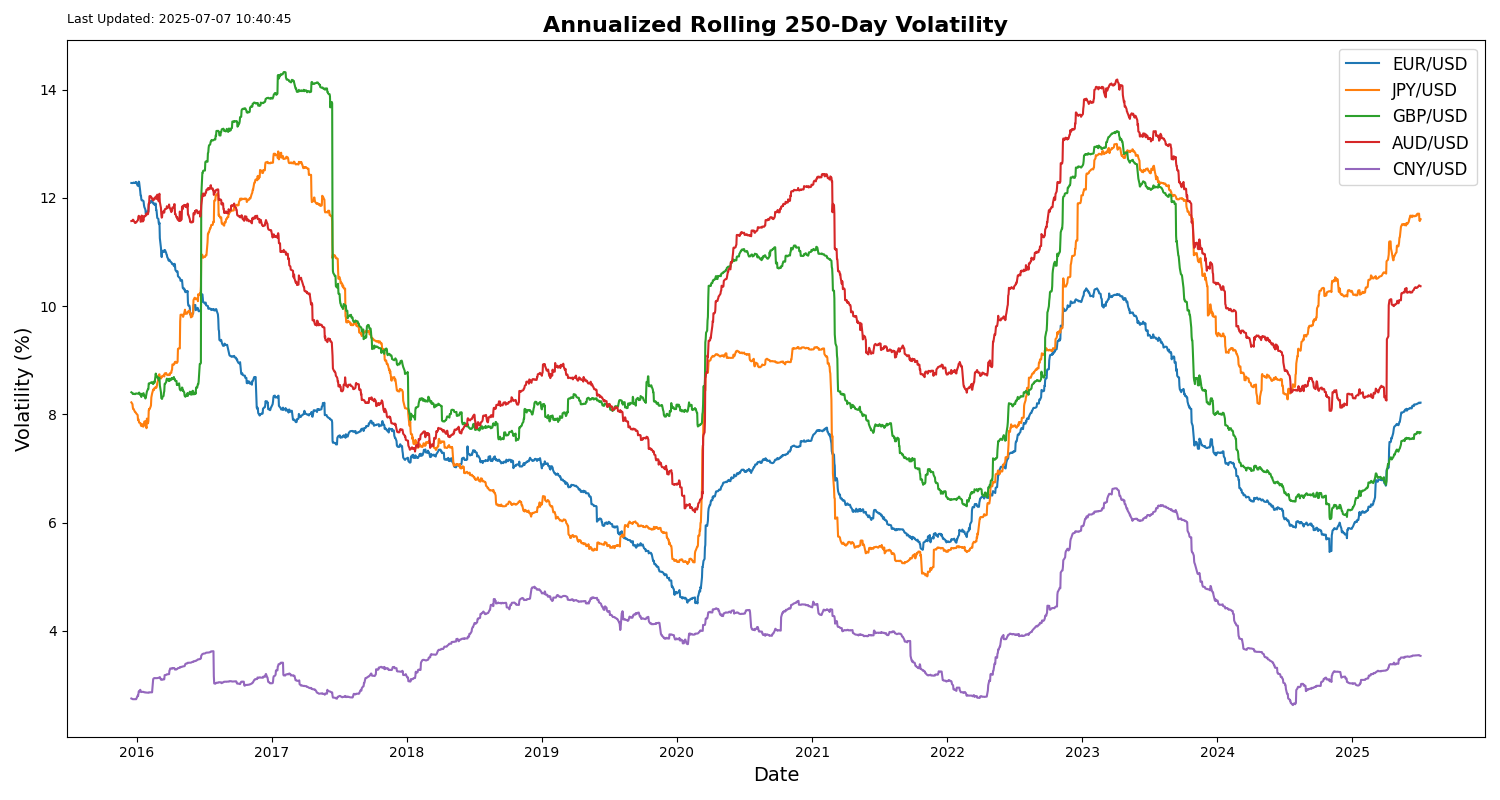 Last Updated: 2025-07-07 10:40:45
Annualized Rolling 250-Day Volatility
EUR/USD
JPY/USD
GBP/USD
AUD/USD
CNY/USD
Volatility (%)
14
12
10
8
6
4
2016
2017
2018
2019
2020
2021
2022
2023
2024
2025
Date